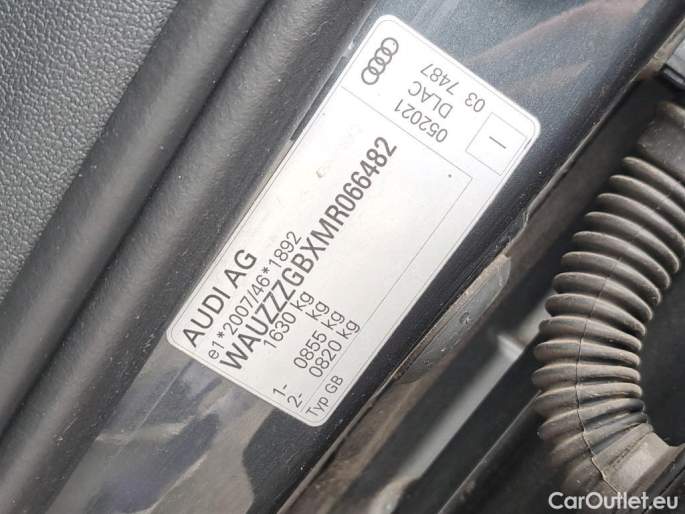 AUDI AG
e1*2007/46*1892
WAUZZZGBXMR066482
1630 kg
1- 0855 kg
2- 0820 kg
Typ GB
052021
DLAC
03 7487
CarOutlet.eu